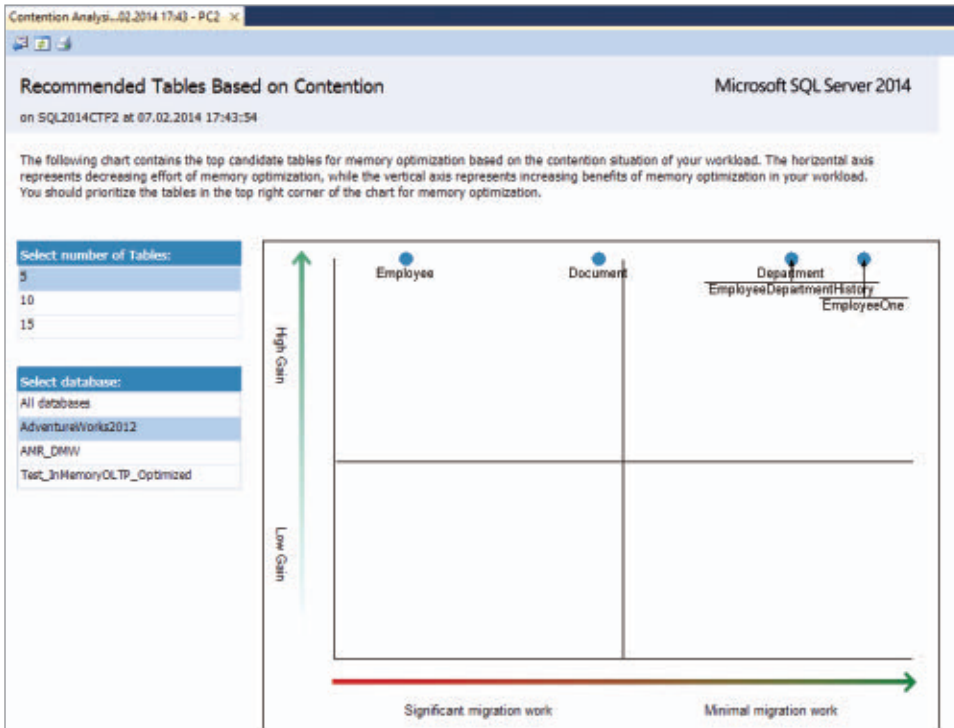 Contention Analysi...02.2014 17:43 - PC2 ×
Recommended Tables Based on Contention
Microsoft SQL Server 2014
on SQL2014CTP2 at 07.02.2014 17:43:54
The following chart contains the top candidate tables for memory optimization based on the contention situation of your workload. The horizontal axis
represents decreasing effort of memory optimization, while the vertical axis represents increasing benefits of memory optimization in your workload.
You should prioritize the tables in the top right corner of the chart for memory optimization.
Select number of Tables:
5
10
15
Select database:
All databases
AdventureWorks2012
AMR_DMW
Test_InMemoryOLTP_Optimized
High Gain
Low Gain
Employee
Document
Department
EmployeeDepartmentHistory
EmployeeOne
Significant migration work
Minimal migration work